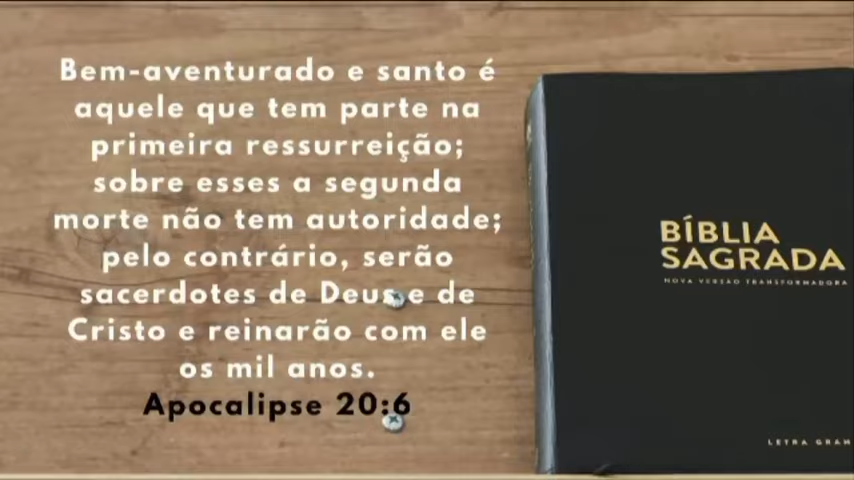 Bem-aventurado e santo é
aquele que tem parte na
primeira ressurreição;
sobre esses a segunda
morte não tem autoridade;
pelo contrário, serão
sacerdotes de Deus e de
Cristo e reinarão com ele
os mil anos.
Apocalipse 20:6
BÍBLIA
SAGRADA
NOVA VERSÃO TRANSFORMADORA
LETRA GRAN